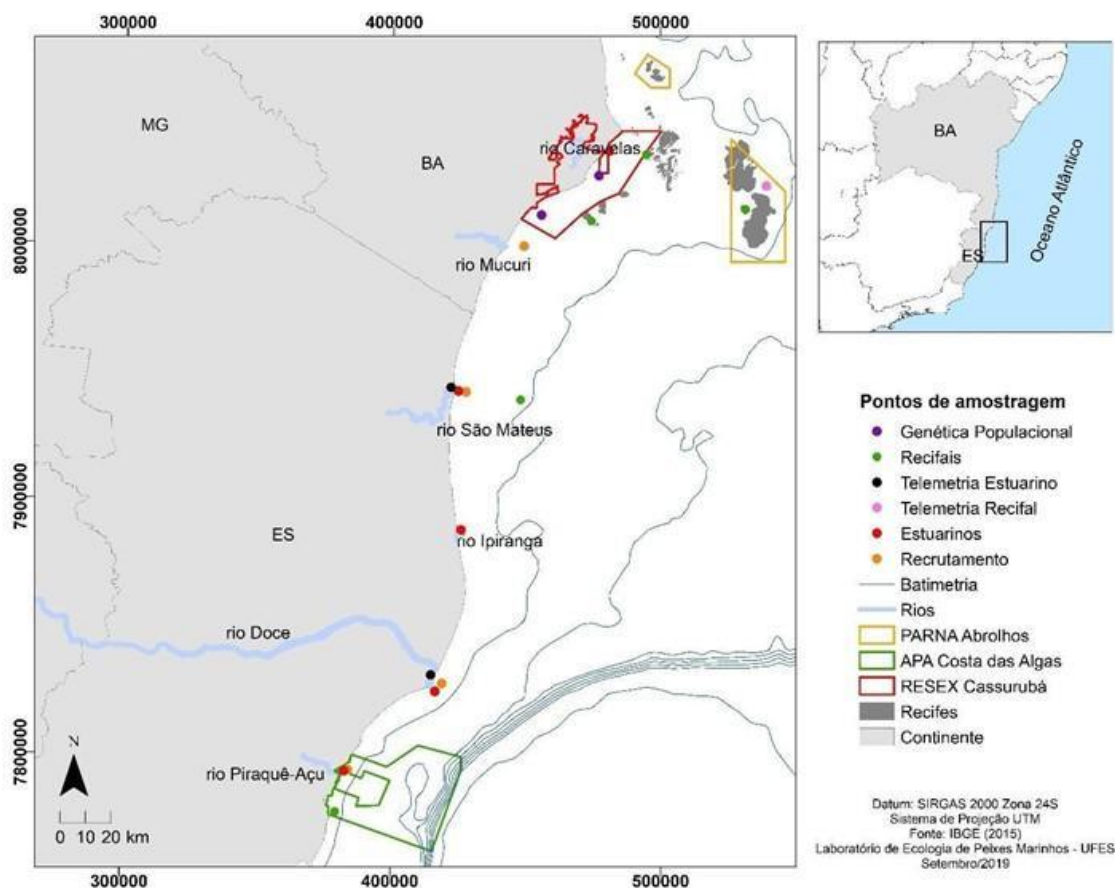 300000
400000
500000
MG
BA
rio Caravelas
8000000
rio Mucuri
rio São Mateus
7900000
ES
rio Ipiranga
rio Doce
7800000
rio Piraquê-Açu
N
0 10 20 km
300000
400000
500000
BA
ES
Oceano Atlântico
Pontos de amostragem
Genética Populacional
Recifais
Telemetria Estuarino
Telemetria Recifal
Estuarinos
Recrutamento
Batimetria
Rios
PARNA Abrolhos
APA Costa das Algas
RESEX Cassurubá
Recifes
Continente
Datum: SIRGAS 2000 Zona 24S
Sistema de Projeção UTM
Fonte: IBGE (2015)
Laboratório de Ecologia de Peixes Marinhos - UFES
Setembro/2019